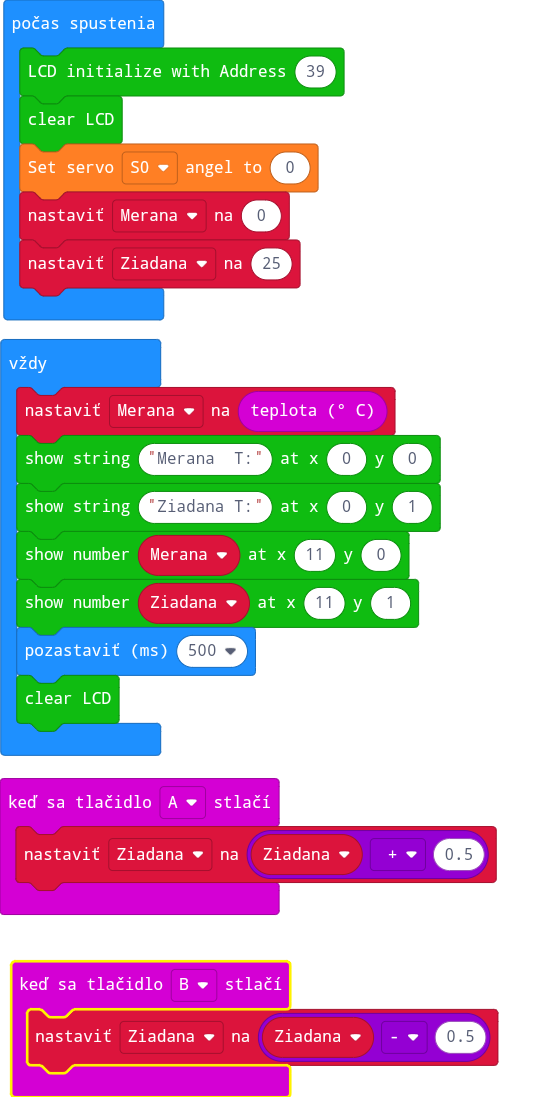 počas spustenia
LCD initialize with Address 39
clear LCD
Set servo S0 angel to 0
nastaviť Merana na 0
nastaviť Ziadana na 25
vždy
nastaviť Merana na teplota (° C)
show string "Merana  T:" at x 0 y 0
show string "Ziadana T:" at x 0 y 1
show number Merana at x 11 y 0
show number Ziadana at x 11 y 1
pozastaviť (ms) 500
clear LCD
keď sa tlačidlo A stlačí
nastaviť Ziadana na Ziadana + 0.5
keď sa tlačidlo B stlačí
nastaviť Ziadana na Ziadana - 0.5